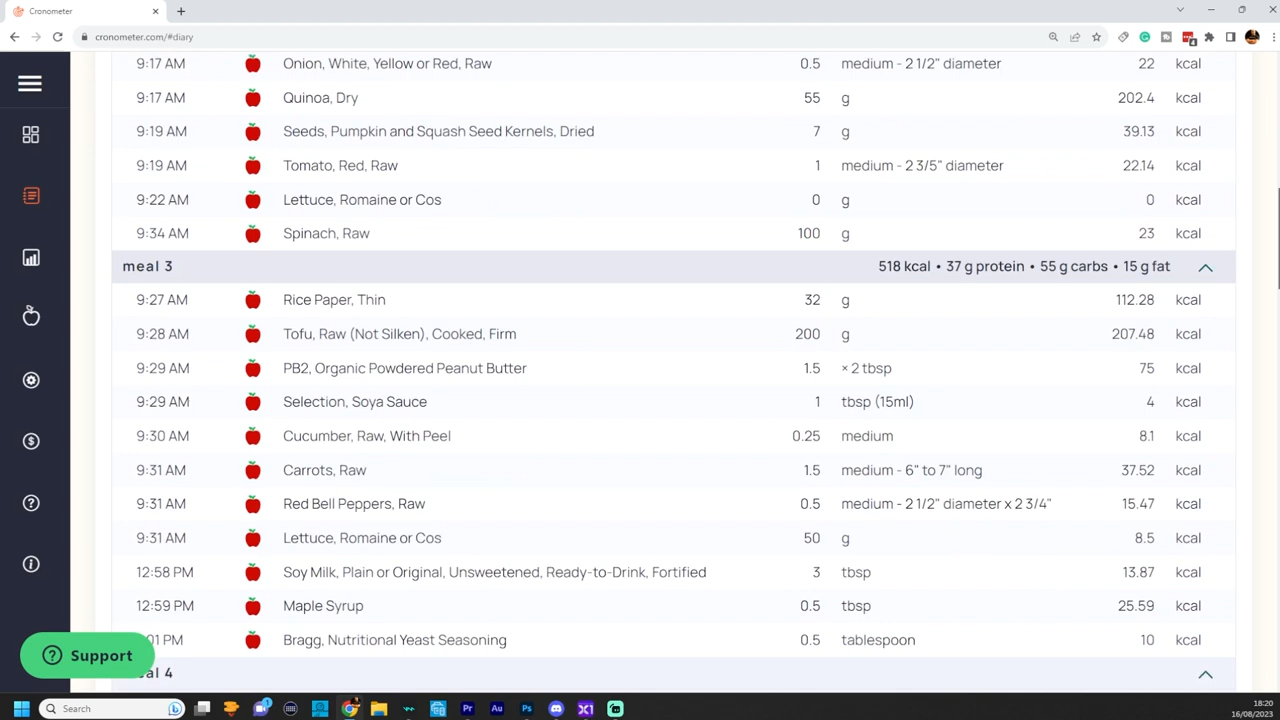 Cronometer
cronometer.com/#diary
9:17 AM Onion, White, Yellow or Red, Raw 0.5 medium - 2 1/2" diameter 22 kcal
9:17 AM Quinoa, Dry 55 g 202.4 kcal
9:19 AM Seeds, Pumpkin and Squash Seed Kernels, Dried 7 g 39.13 kcal
9:19 AM Tomato, Red, Raw 1 medium - 2 3/5" diameter 22.14 kcal
9:22 AM Lettuce, Romaine or Cos 0 g 0 kcal
9:34 AM Spinach, Raw 100 g 23 kcal
meal 3 518 kcal • 37 g protein • 55 g carbs • 15 g fat
9:27 AM Rice Paper, Thin 32 g 112.28 kcal
9:28 AM Tofu, Raw (Not Silken), Cooked, Firm 200 g 207.48 kcal
9:29 AM PB2, Organic Powdered Peanut Butter 1.5 × 2 tbsp 75 kcal
9:29 AM Selection, Soya Sauce 1 tbsp (15ml) 4 kcal
9:30 AM Cucumber, Raw, With Peel 0.25 medium 8.1 kcal
9:31 AM Carrots, Raw 1.5 medium - 6" to 7" long 37.52 kcal
9:31 AM Red Bell Peppers, Raw 0.5 medium - 2 1/2" diameter x 2 3/4" 15.47 kcal
9:31 AM Lettuce, Romaine or Cos 50 g 8.5 kcal
12:58 PM Soy Milk, Plain or Original, Unsweetened, Ready-to-Drink, Fortified 3 tbsp 13.87 kcal
12:59 PM Maple Syrup 0.5 tbsp 25.59 kcal
:01 PM Bragg, Nutritional Yeast Seasoning 0.5 tablespoon 10 kcal
Support
eal 4
Search
18:20
16/08/2023